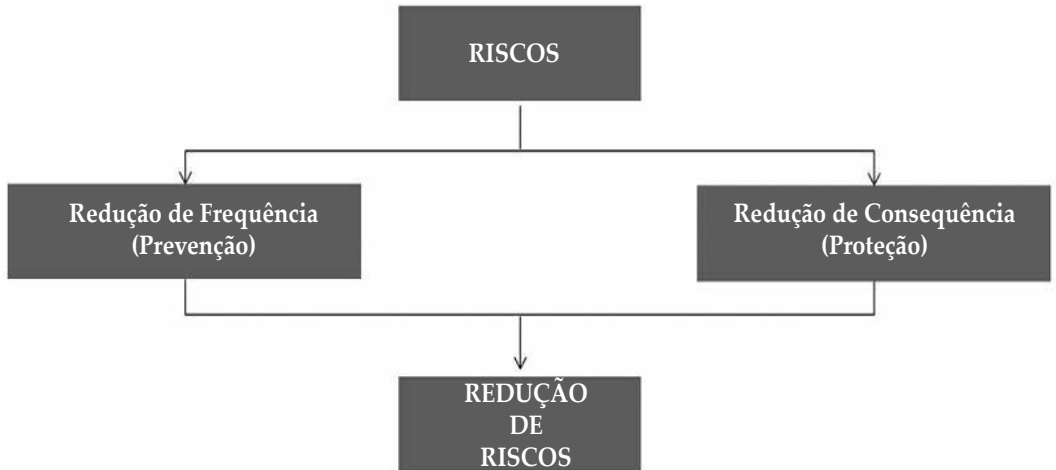 RISCOS
Redução de Frequência
(Prevenção)
Redução de Consequência
(Proteção)
REDUÇÃO
DE
RISCOS